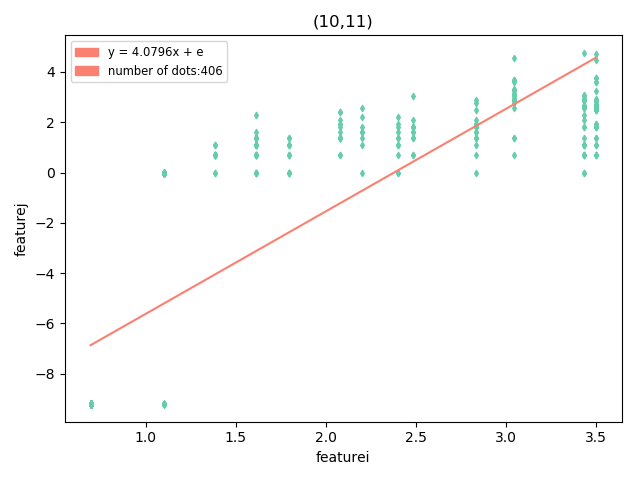 (10,11)
y = 4.0796x + e
number of dots:406
4
2
0
−2
−4
−6
−8
featurej
1.0 1.5 2.0 2.5 3.0 3.5
featurei